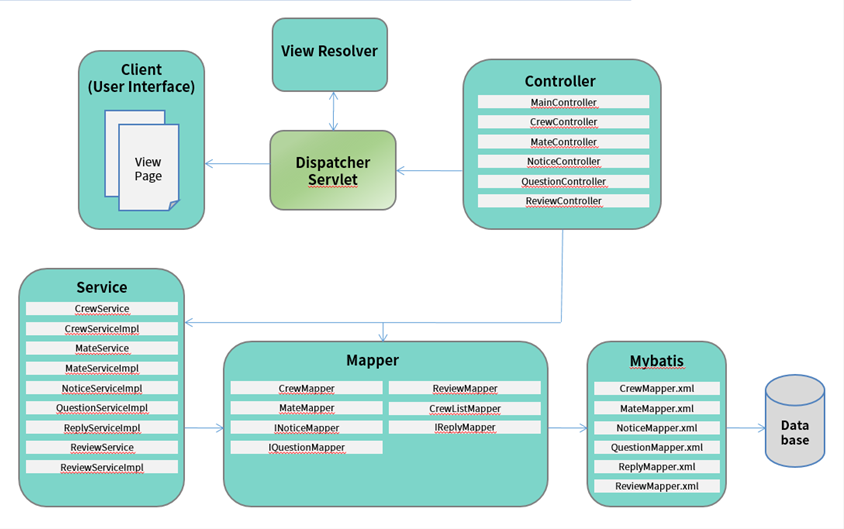 View Resolver
Client
(User Interface)
View
Page
Dispatcher
Servlet
Controller
MainController
CrewController
MateController
NoticeController
QuestionController
ReviewController
Service
CrewService
CrewServiceImpl
MateService
MateServiceImpl
NoticeServiceImpl
QuestionServiceImpl
ReplyServiceImpl
ReviewService
ReviewServiceImpl
Mapper
CrewMapper
MateMapper
INoticeMapper
IQuestionMapper
ReviewMapper
CrewListMapper
IReplyMapper
Mybatis
CrewMapper.xml
MateMapper.xml
NoticeMapper.xml
QuestionMapper.xml
ReplyMapper.xml
ReviewMapper.xml
Data
base